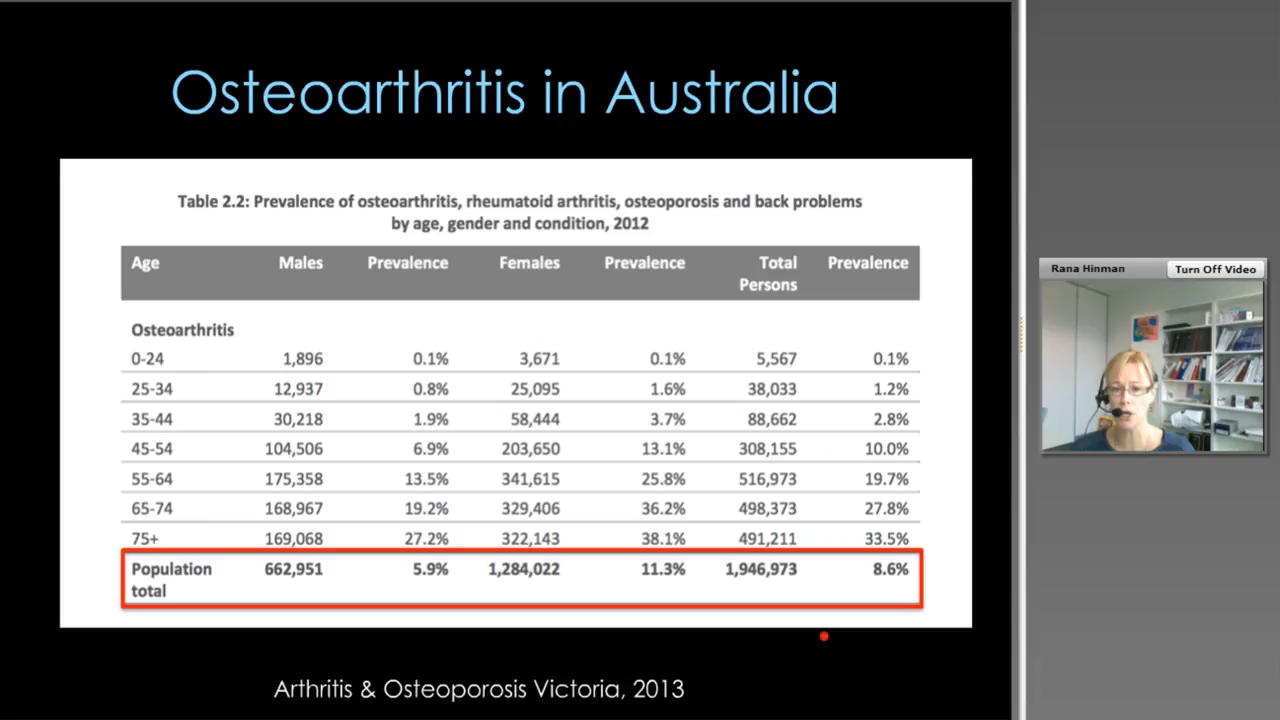 Osteoarthritis in Australia
Table 2.2: Prevalence of osteoarthritis, rheumatoid arthritis, osteoporosis and back problems
by age, gender and condition, 2012
Age Males Prevalence Females Prevalence Total Prevalence
Persons
Osteoarthritis
0-24 1,896 0.1% 3,671 0.1% 5,567 0.1%
25-34 12,937 0.8% 25,095 1.6% 38,033 1.2%
35-44 30,218 1.9% 58,444 3.7% 88,662 2.8%
45-54 104,506 6.9% 203,650 13.1% 308,155 10.0%
55-64 175,358 13.5% 341,615 25.8% 516,973 19.7%
65-74 168,967 19.2% 329,406 36.2% 498,373 27.8%
75+ 169,068 27.2% 322,143 38.1% 491,211 33.5%
Population 662,951 5.9% 1,284,022 11.3% 1,946,973 8.6%
total
Arthritis & Osteoporosis Victoria, 2013
Rana Hinman Turn Off Video